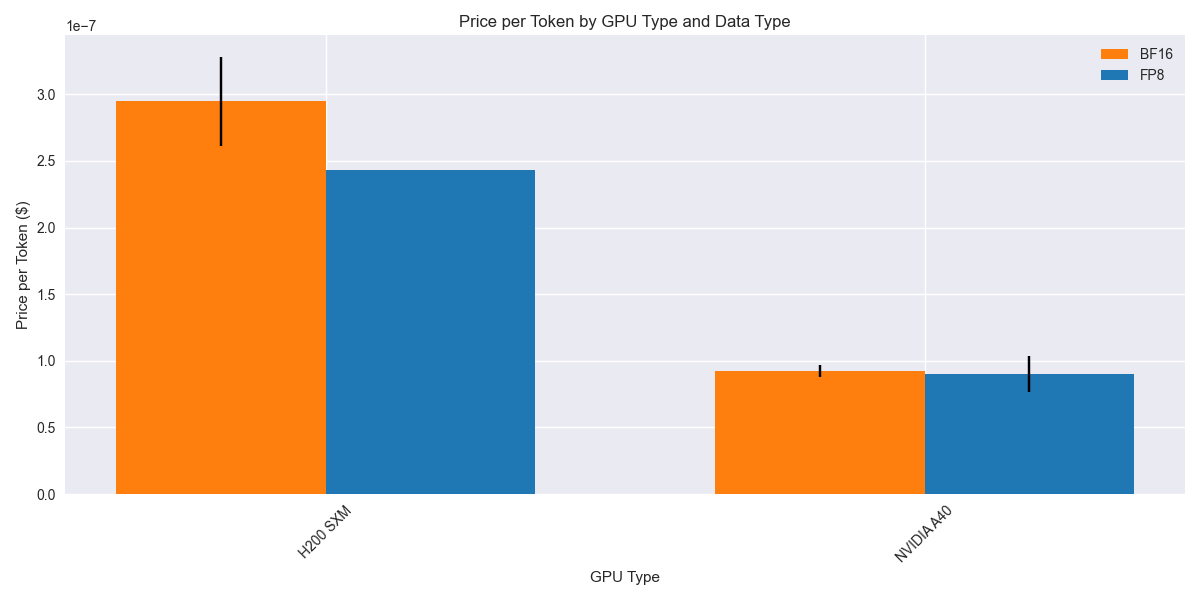 Price per Token by GPU Type and Data Type
1e−7
BF16
FP8
3.0
2.5
2.0
1.5
1.0
0.5
0.0
Price per Token ($)
H200 SXM
NVIDIA A40
GPU Type